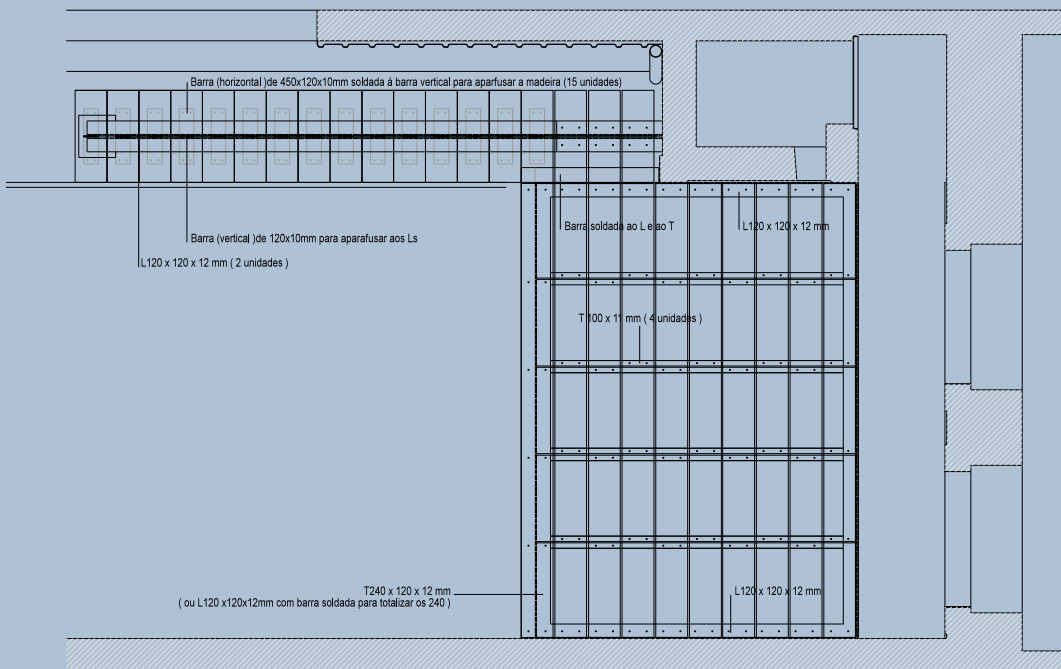 Barra (horizontal )de 450x120x10mm soldada á barra vertical para aparfusar a madeira (15 unidades)
Barra soldada ao L e ao T
L120 x 120 x 12 mm
Barra (vertical )de 120x10mm para aparafusar aos Ls
L120 x 120 x 12 mm ( 2 unidades )
T 100 x 11 mm ( 4 unidades )
T240 x 120 x 12 mm
( ou L120 x120x12mm com barra soldada para totalizar os 240 )
L120 x 120 x 12 mm